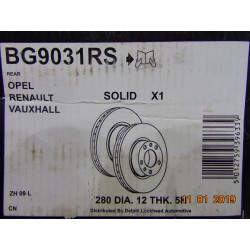 BG9031RS
REAR
OPEL
RENAULT
VAUXHALL
SOLID X1
ZH 09 L
CN
280 DIA. 12 THK. 5H
Distributed By Delphi Lockheed Automotive
11 01 2019